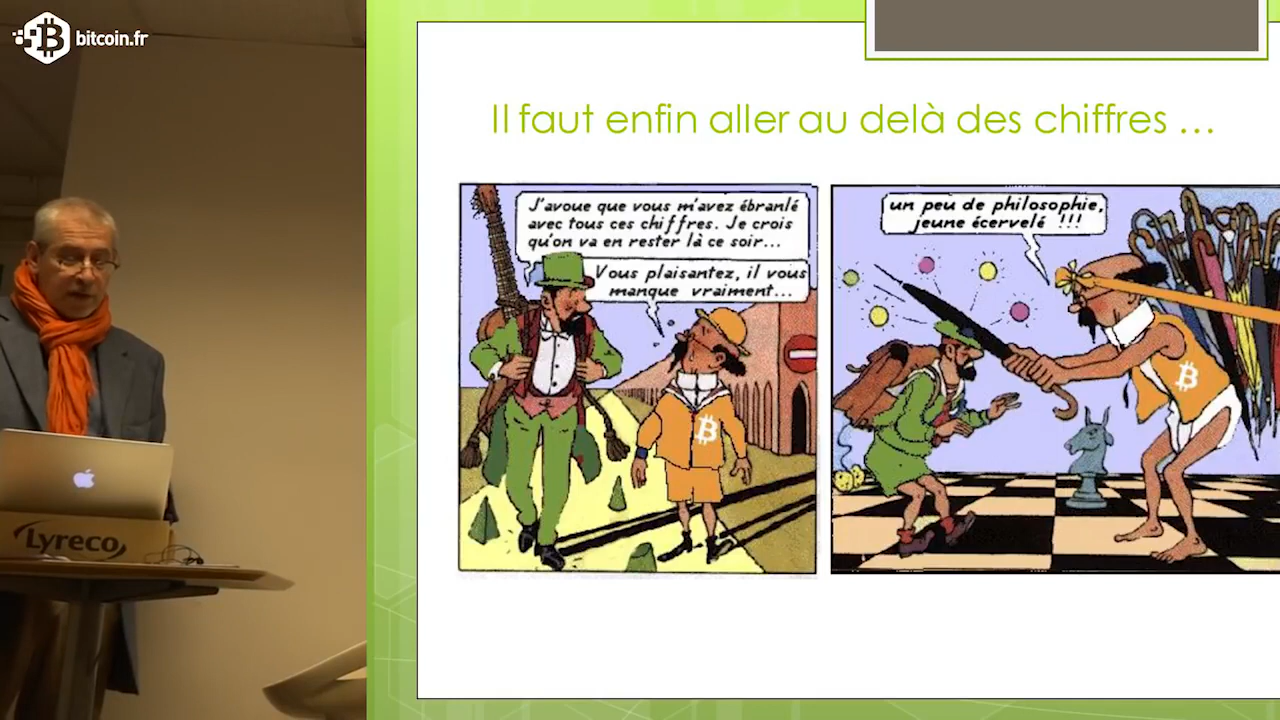 bitcoin.fr
Il faut enfin aller au delà des chiffres ...
J'avoue que vous m'avez ébranlé
avec tous ces chiffres. Je crois
qu'on va en rester là ce soir...
Vous plaisantez, il vous
manque vraiment...
un peu de philosophie,
jeune écervelé !!!
Lyreco